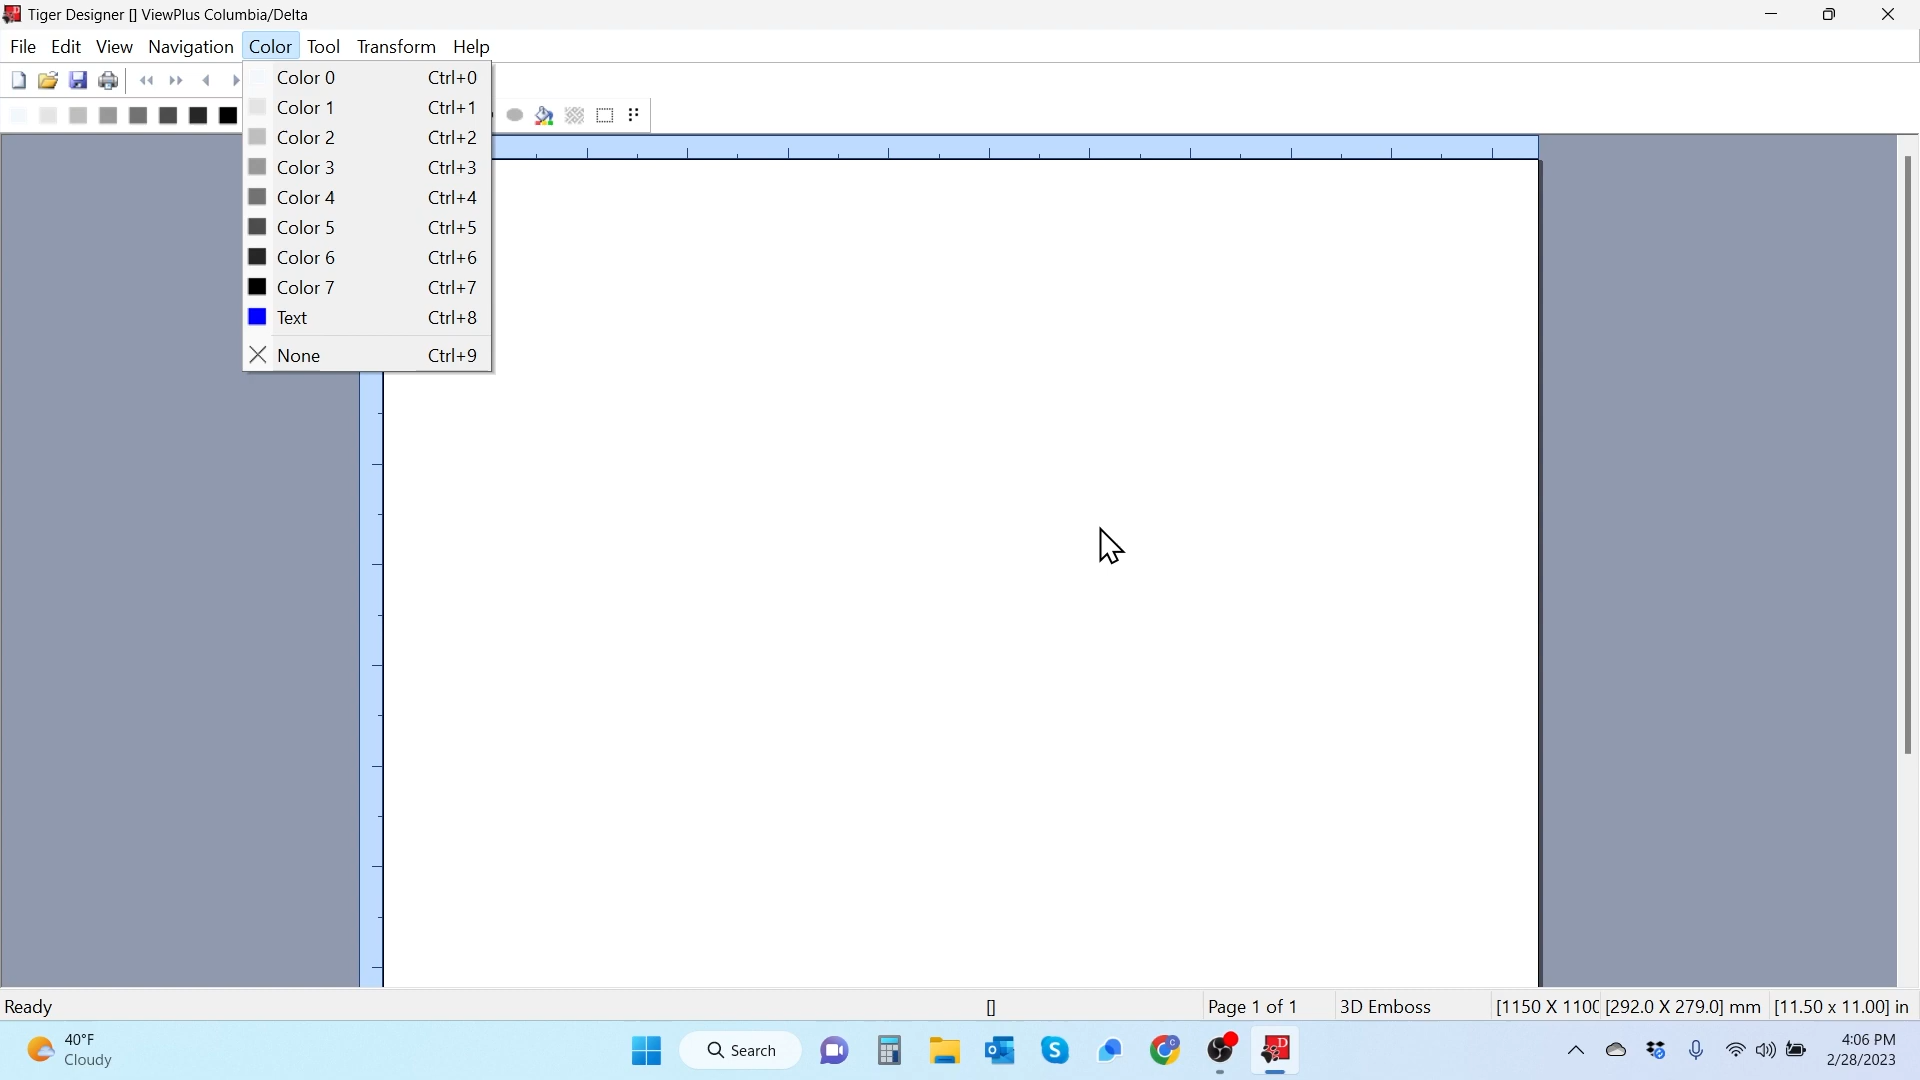 Tiger Designer [] ViewPlus Columbia/Delta
File Edit View Navigation Color Tool Transform Help
Color 0 Ctrl+0
Color 1 Ctrl+1
Color 2 Ctrl+2
Color 3 Ctrl+3
Color 4 Ctrl+4
Color 5 Ctrl+5
Color 6 Ctrl+6
Color 7 Ctrl+7
Text Ctrl+8
None Ctrl+9
Ready [] Page 1 of 1 3D Emboss [1150 X 1100 [292.0 X 279.0] mm [11.50 x 11.00] in
40°F
Cloudy
Search
4:06 PM
2/28/2023